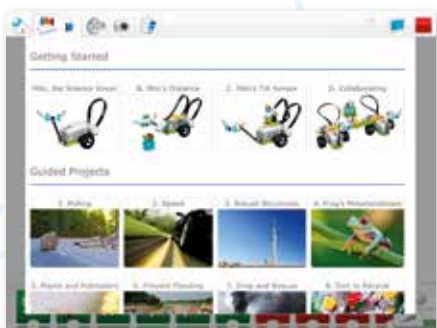 Getting Started
Milo, the Science Rover B. Milo's Distance C. Milo's Tilt Sensor D. Collaborating
Guided Projects
1. Pulling 2. Speed 3. Robust Structures 4. Frog's Metamorphosis
5. Plants and Pollinators 6. Prevent Flooding 7. Drop and Rescue 8. Sort to Recycle